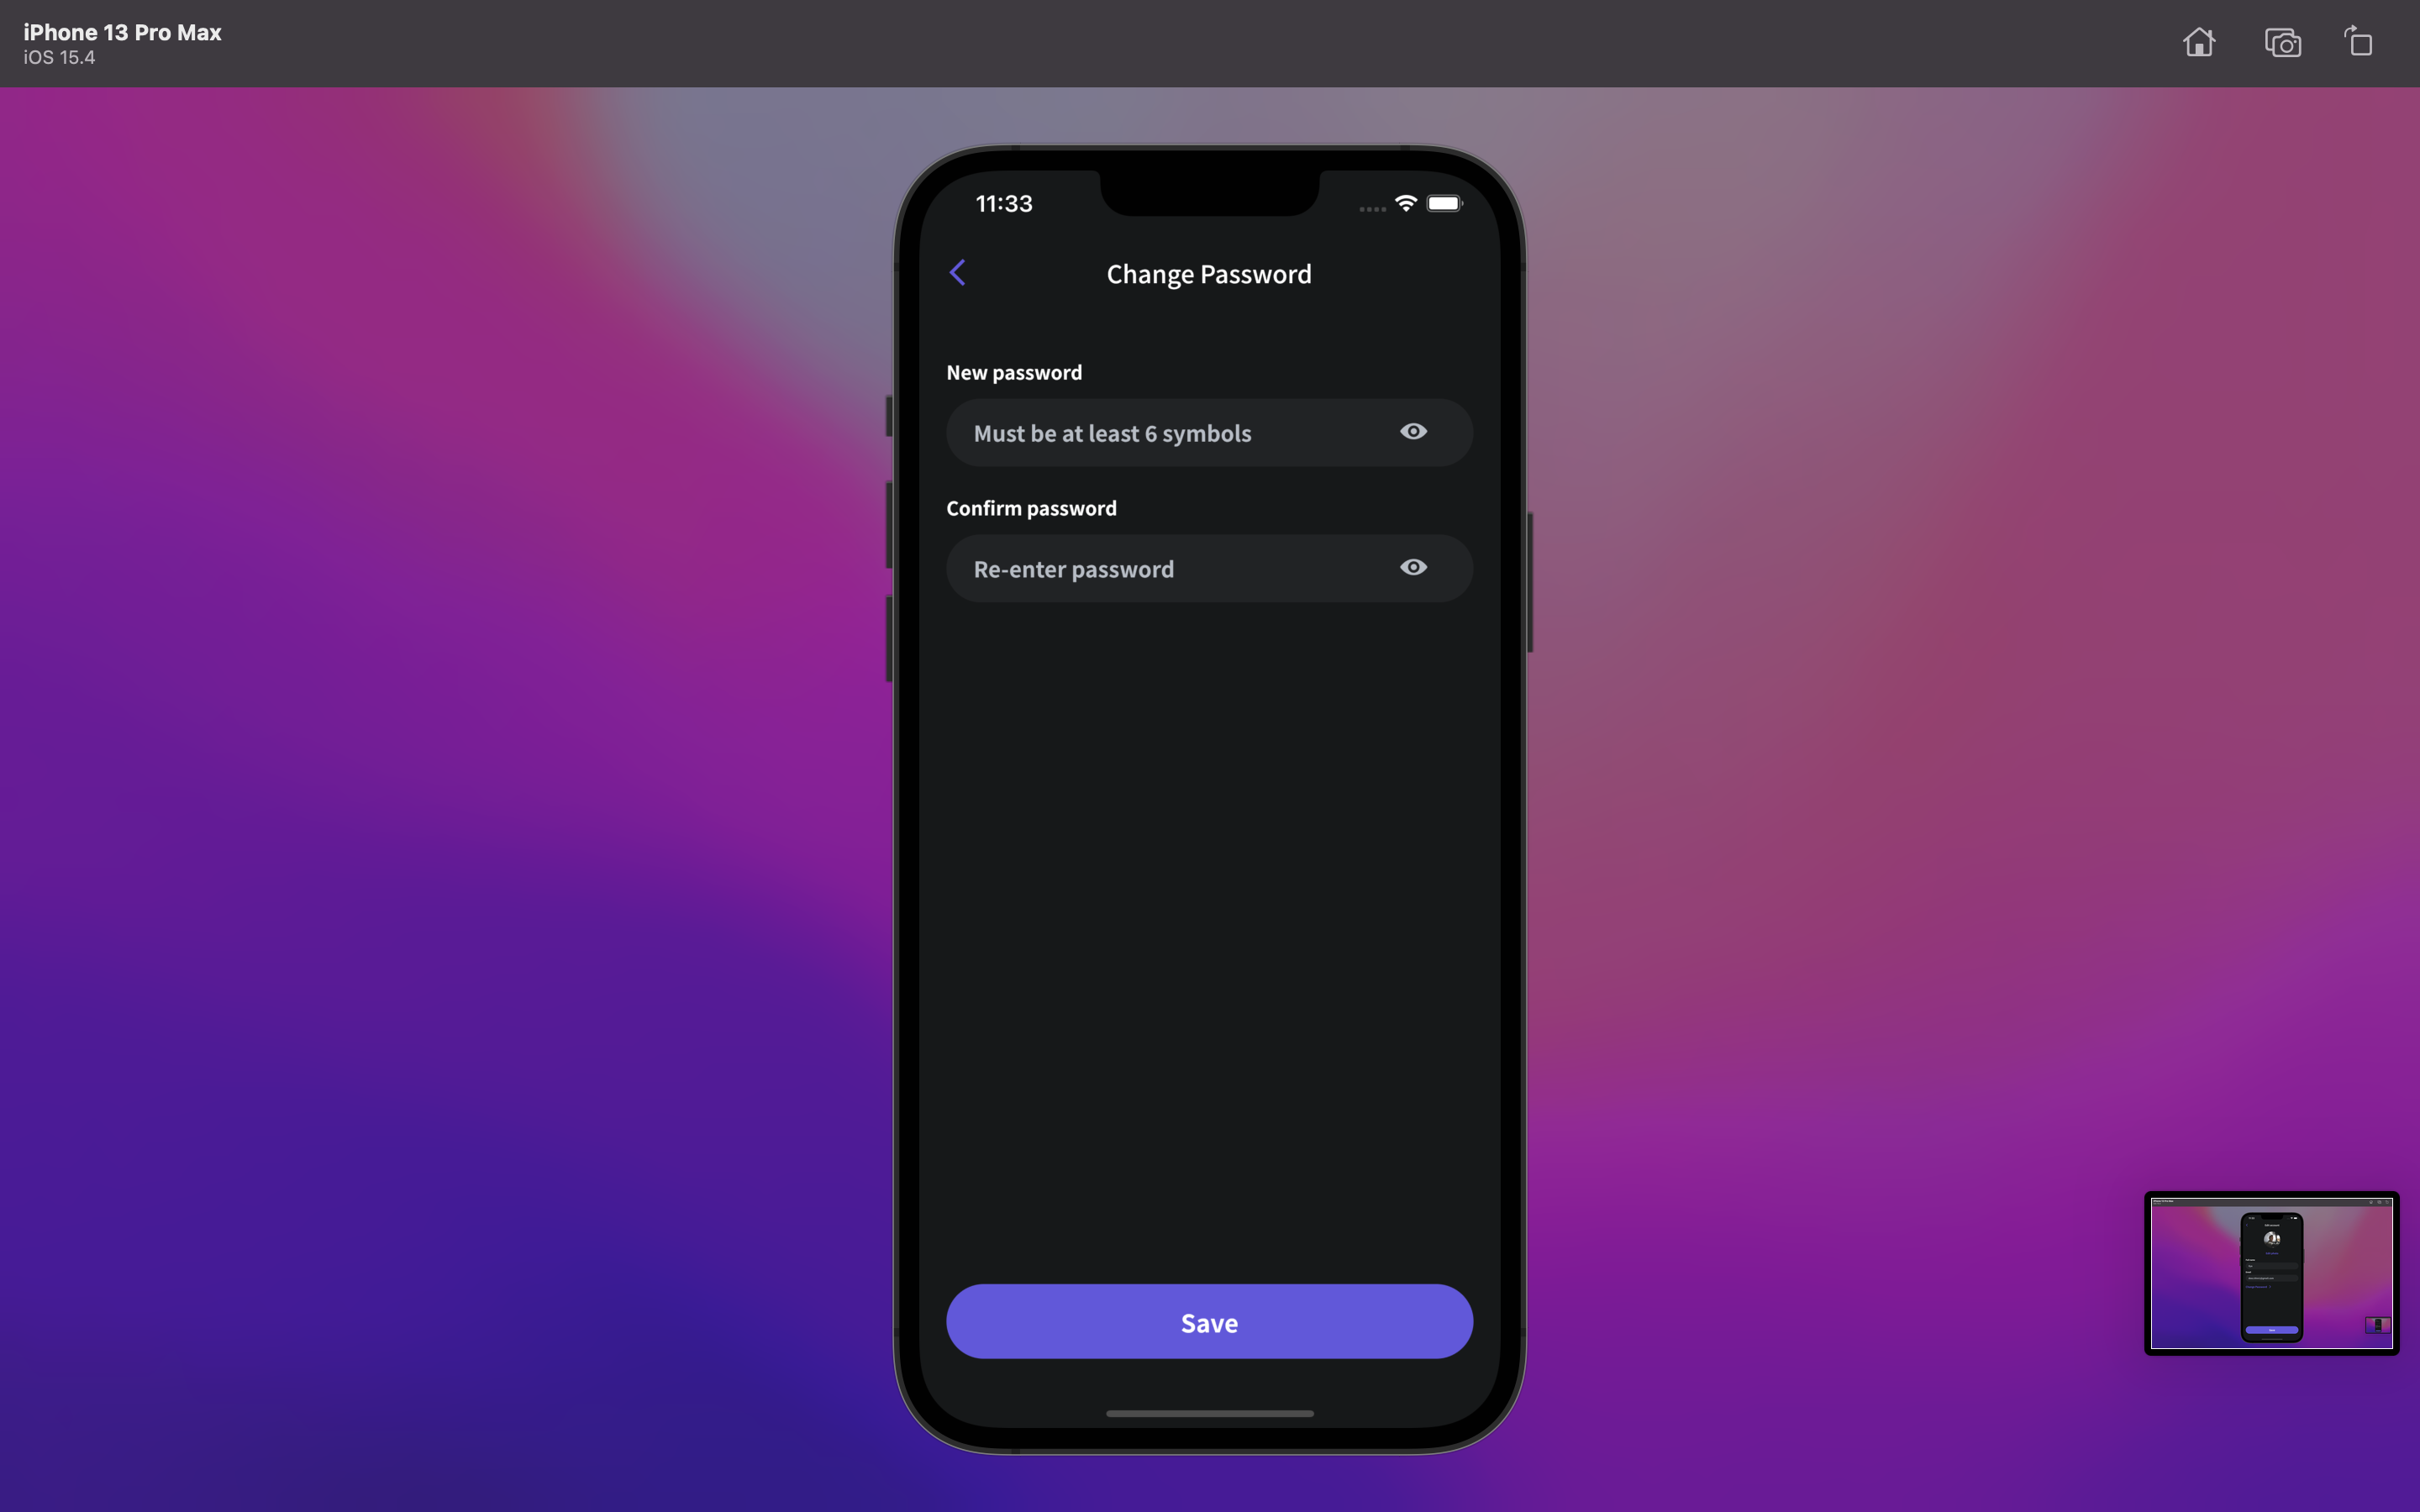 iPhone 13 Pro Max
iOS 15.4
11:33
Change Password
New password
Must be at least 6 symbols
Confirm password
Re-enter password
Save